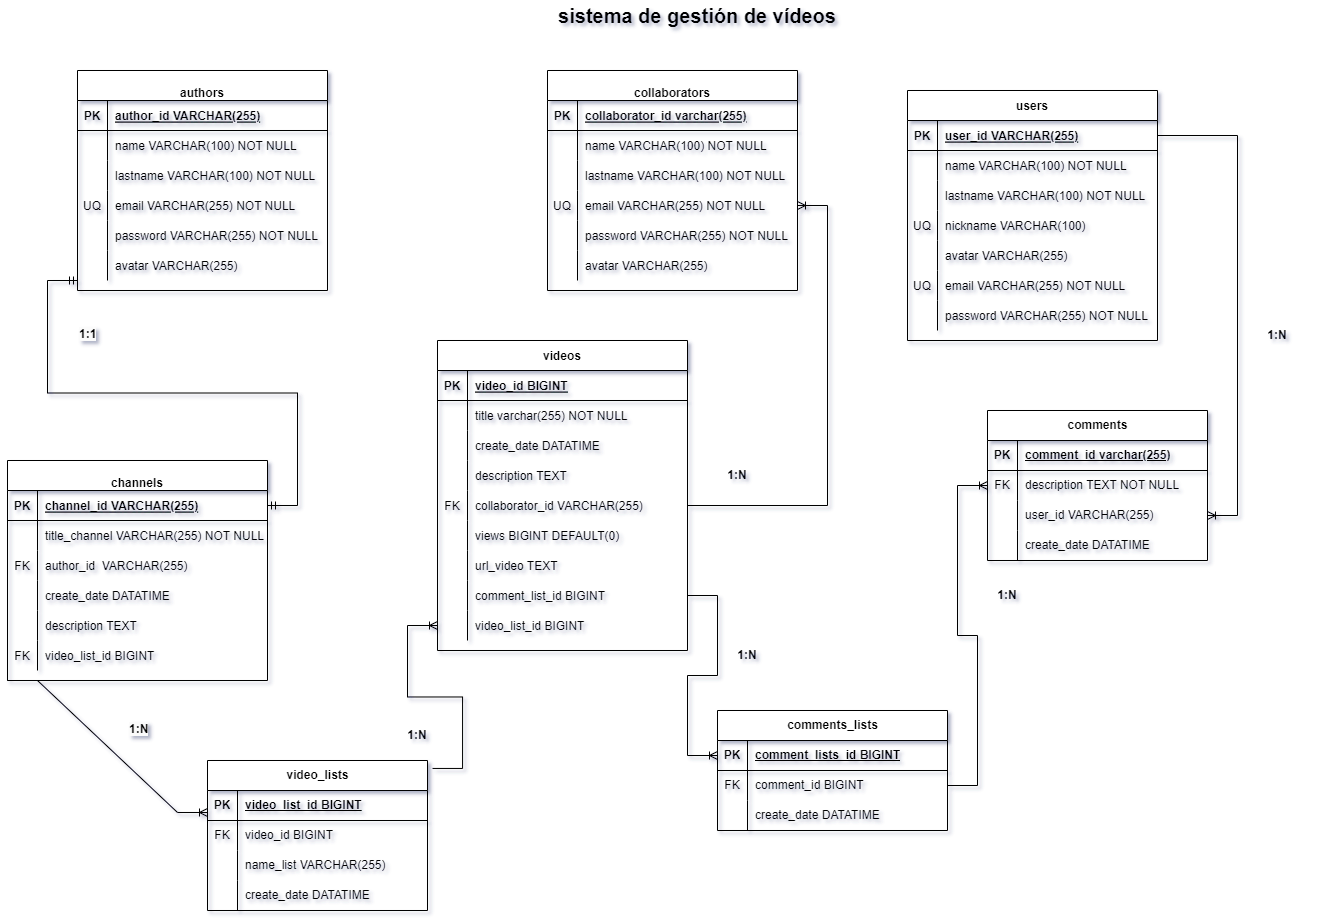 sistema de gestión de vídeos
authors
PK author_id VARCHAR(255)
name VARCHAR(100) NOT NULL
lastname VARCHAR(100) NOT NULL
UQ email VARCHAR(255) NOT NULL
password VARCHAR(255) NOT NULL
avatar VARCHAR(255)
collaborators
PK collaborator_id varchar(255)
name VARCHAR(100) NOT NULL
lastname VARCHAR(100) NOT NULL
UQ email VARCHAR(255) NOT NULL
password VARCHAR(255) NOT NULL
avatar VARCHAR(255)
users
PK user_id VARCHAR(255)
name VARCHAR(100) NOT NULL
lastname VARCHAR(100) NOT NULL
UQ nickname VARCHAR(100)
avatar VARCHAR(255)
UQ email VARCHAR(255) NOT NULL
password VARCHAR(255) NOT NULL
1:1
1:N
videos
PK video_id BIGINT
title varchar(255) NOT NULL
create_date DATATIME
description TEXT
FK collaborator_id VARCHAR(255)
views BIGINT DEFAULT(0)
url_video TEXT
comment_list_id BIGINT
video_list_id BIGINT
1:N
comments
PK comment_id varchar(255)
FK description TEXT NOT NULL
user_id VARCHAR(255)
create_date DATATIME
channels
PK channel_id VARCHAR(255)
title_channel VARCHAR(255) NOT NULL
FK author_id VARCHAR(255)
create_date DATATIME
description TEXT
FK video_list_id BIGINT
1:N
1:N
1:N
1:N
video_lists
PK video_list_id BIGINT
FK video_id BIGINT
name_list VARCHAR(255)
create_date DATATIME
comments_lists
PK comment_lists_id BIGINT
FK comment_id BIGINT
create_date DATATIME